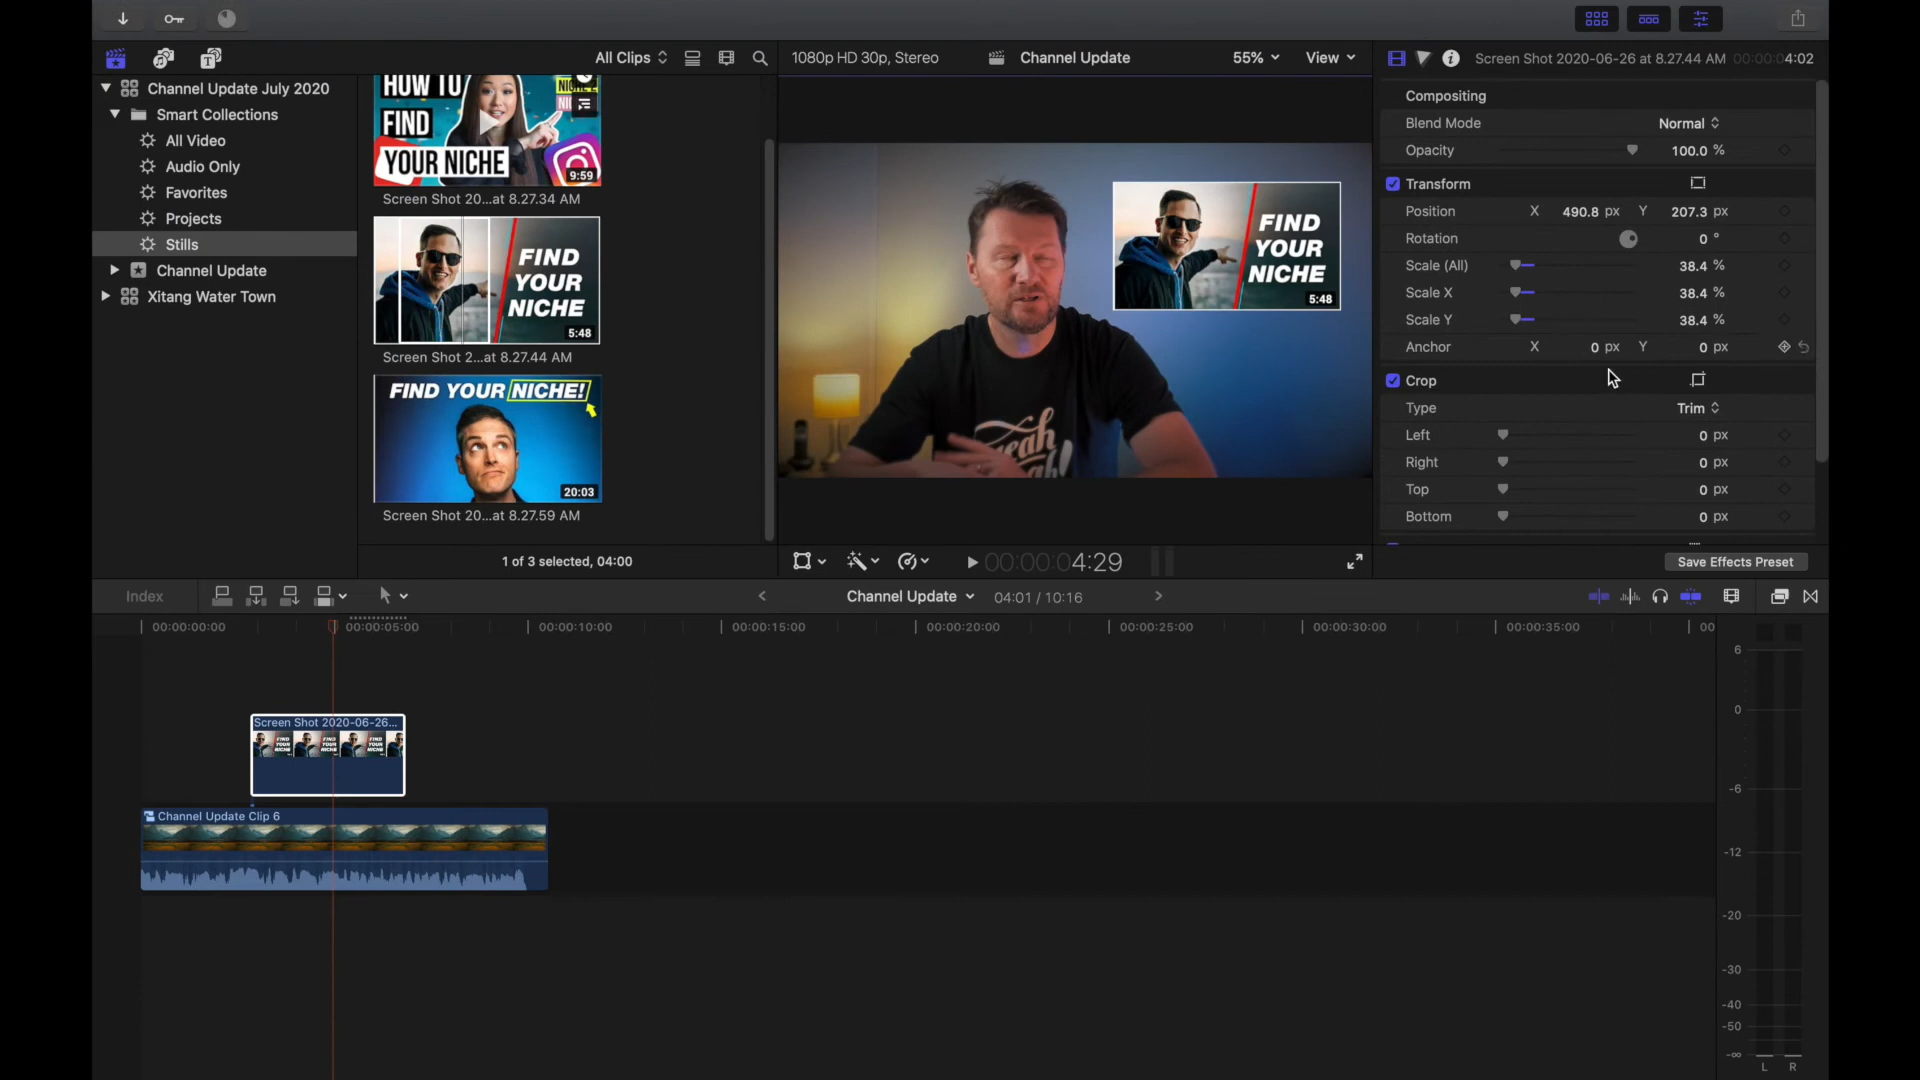 All Clips
1080p HD 30p, Stereo
Channel Update
55%
View
Screen Shot 2020-06-26 at 8.27.44 AM
00:00:04:02
Channel Update July 2020
Smart Collections
All Video
Audio Only
Favorites
Projects
Stills
Channel Update
Xitang Water Town
HOW TO
FIND
YOUR NICHE
9:59
Screen Shot 20...at 8.27.34 AM
FIND
YOUR
NICHE
5:48
Screen Shot 2...at 8.27.44 AM
FIND YOUR NICHE!
20:03
Screen Shot 20...at 8.27.59 AM
1 of 3 selected, 04:00
FIND
YOUR
NICHE
5:48
yeah
00:00:04:29
Compositing
Blend Mode
Normal
Opacity
100.0 %
Transform
Position
X 490.8 px Y 207.3 px
Rotation
0 °
Scale (All)
38.4 %
Scale X
38.4 %
Scale Y
38.4 %
Anchor
X 0 px Y 0 px
Crop
Type
Trim
Left
0 px
Right
0 px
Top
0 px
Bottom
0 px
Save Effects Preset
Index
Channel Update
04:01 / 10:16
00:00:00:00
00:00:05:00
00:00:10:00
00:00:15:00
00:00:20:00
00:00:25:00
00:00:30:00
00:00:35:00
00
Screen Shot 2020-06-26...
Channel Update Clip 6
6
0
-6
-12
-20
-30
-40
-50
-∞
L R